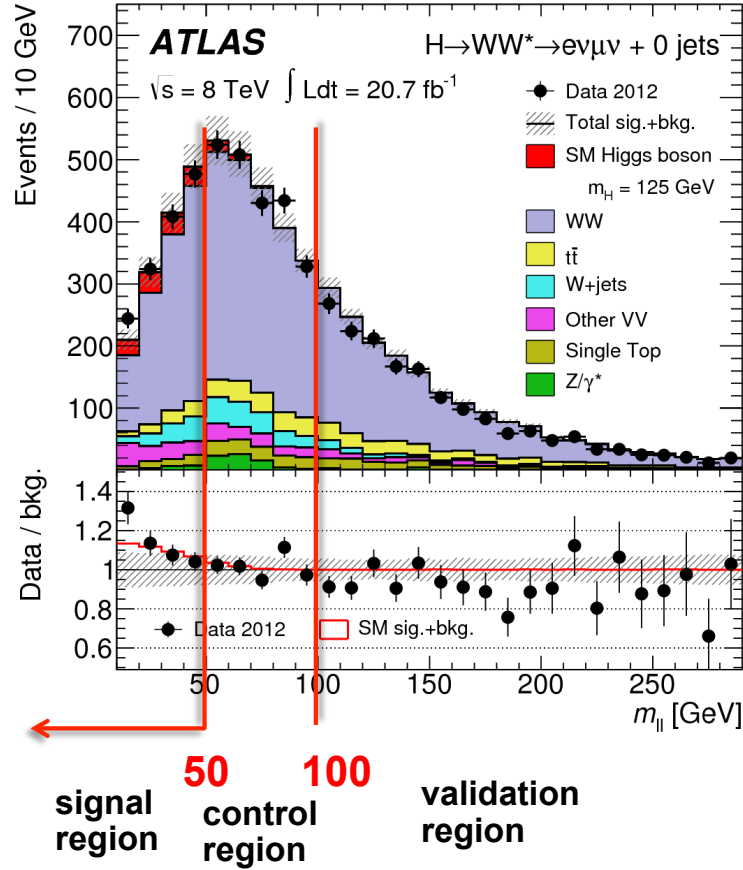 ATLAS
H→WW*→eνμν + 0 jets
√s = 8 TeV ∫ Ldt = 20.7 fb⁻¹
Events / 10 GeV
700
600
500
400
300
200
100
Data 2012
Total sig.+bkg.
SM Higgs boson
m_H = 125 GeV
WW
tt̄
W+jets
Other VV
Single Top
Z/γ*
Data / bkg.
1.4
1.2
1
0.8
0.6
Data 2012
SM sig.+bkg.
50 100 150 200 250
m_ll [GeV]
50 100
signal
region
control
region
validation
region